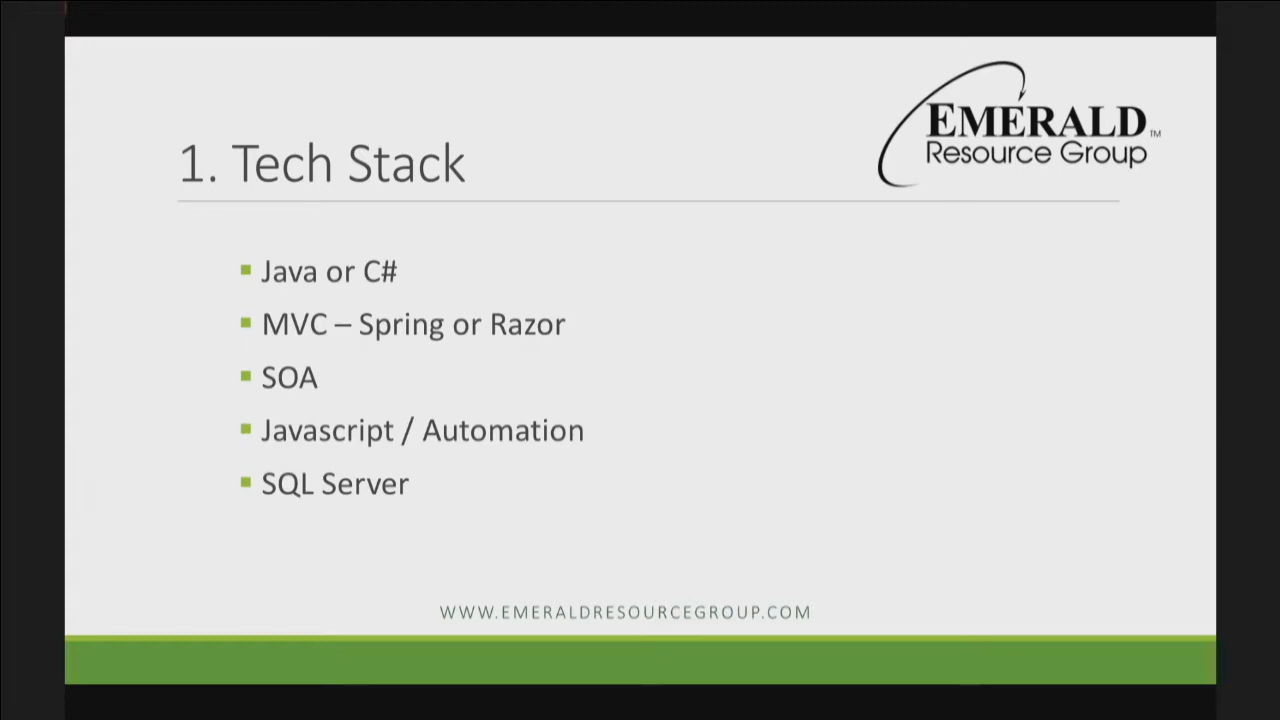 EMERALD TM
Resource Group
1. Tech Stack
Java or C#
MVC – Spring or Razor
SOA
Javascript / Automation
SQL Server
WWW.EMERALDRESOURCEGROUP.COM